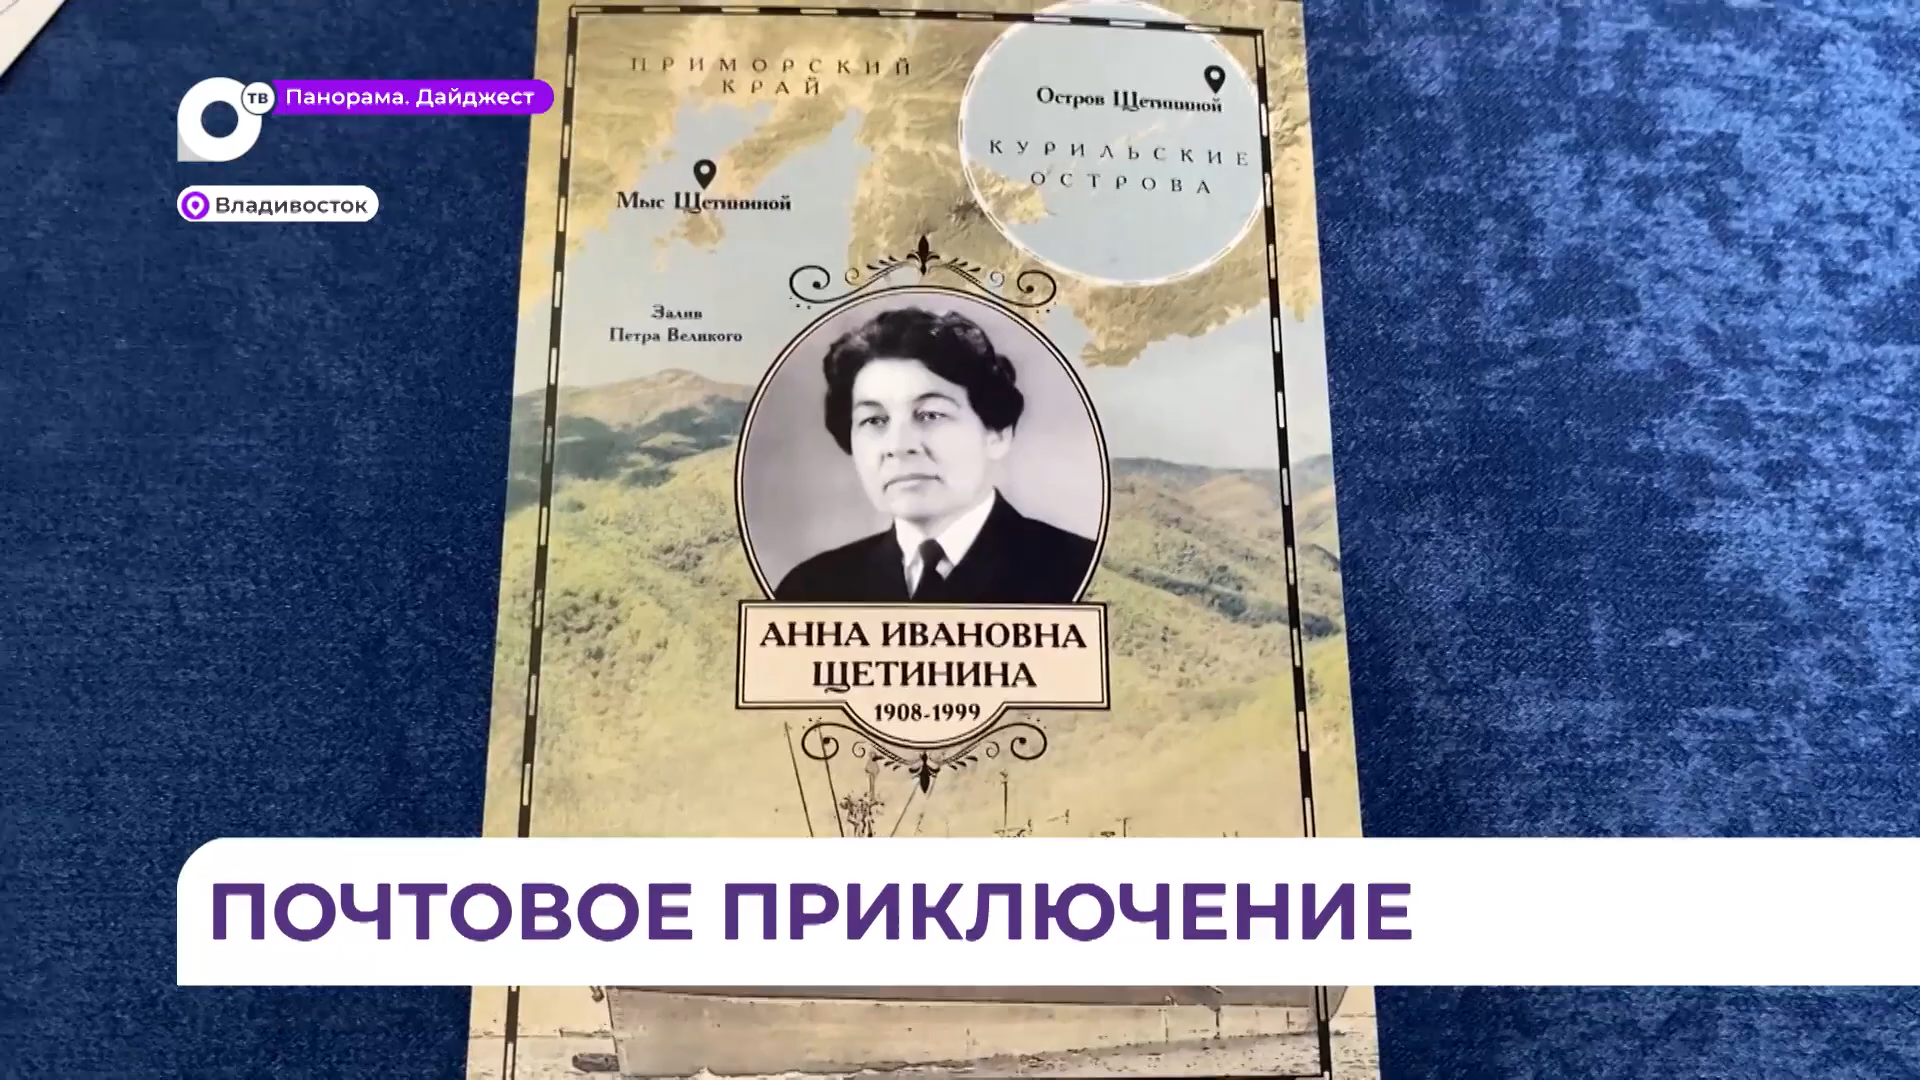 ПРИМОРСКИЙ
КРАЙ
Остров Щетининой
КУРИЛЬСКИЕ
ОСТРОВА
ТВ
Панорама. Дайджест
Владивосток
Мыс Щетининой
Залив
Петра Великого
АННА ИВАНОВНА
ЩЕТИНИНА
1908-1999
ПОЧТОВОЕ ПРИКЛЮЧЕНИЕ